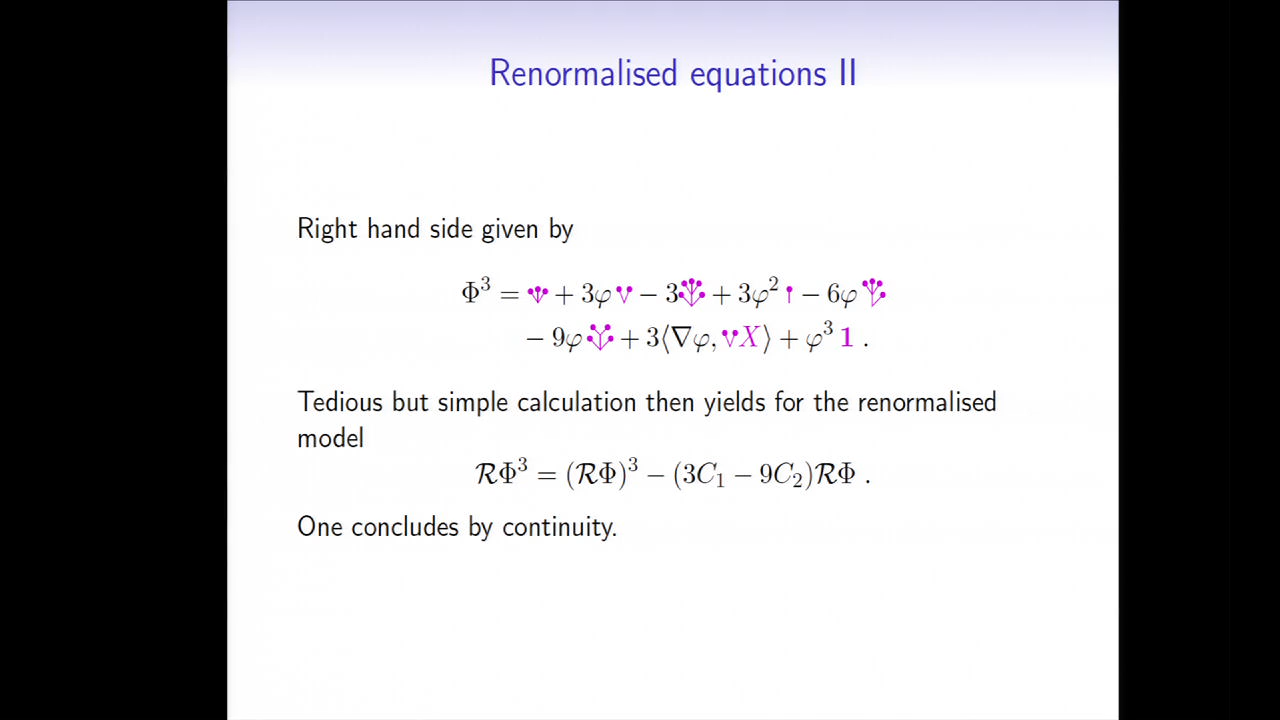 Renormalised equations II
Right hand side given by
Φ³ = + 3φ − 3 + 3φ² − 6φ
− 9φ + 3⟨∇φ, X⟩ + φ³ 1 .
Tedious but simple calculation then yields for the renormalised
model
ℛΦ³ = (ℛΦ)³ − (3C₁ − 9C₂)ℛΦ .
One concludes by continuity.